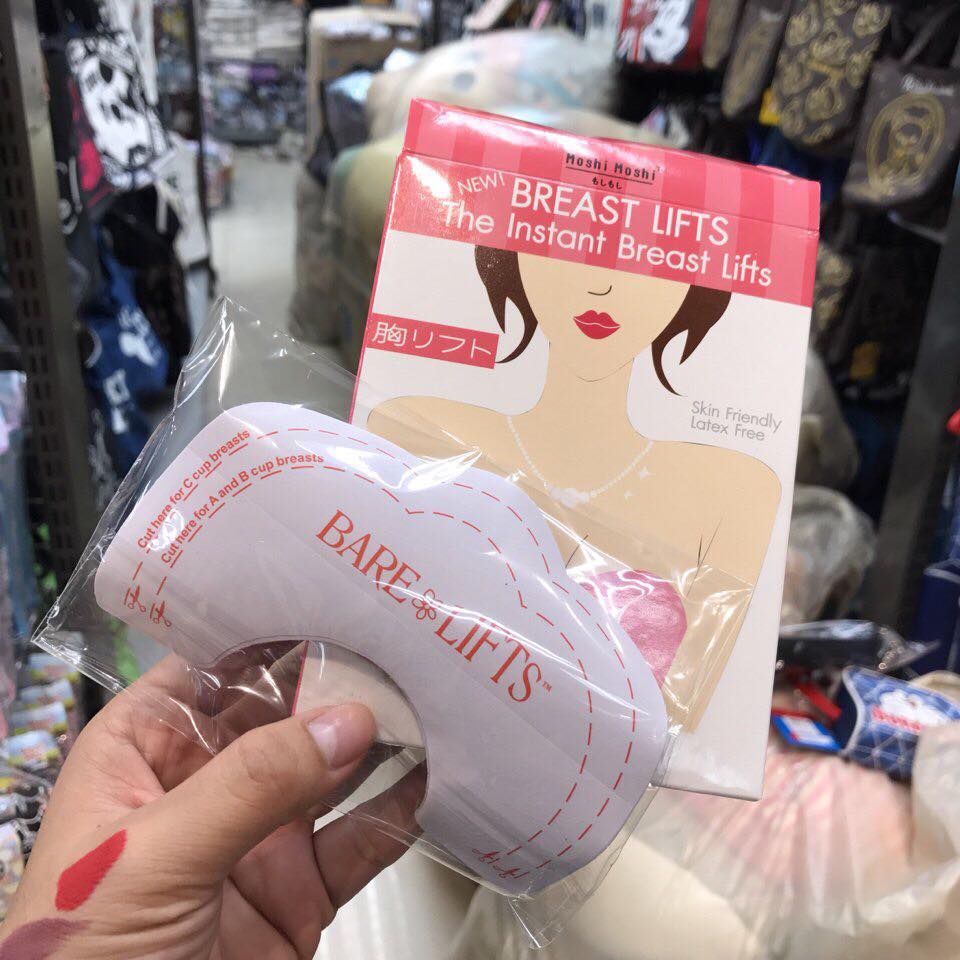 Moshi Moshi
もしもし
NEW!
BREAST LIFTS
The Instant Breast Lifts
胸リフト
Skin Friendly
Latex Free
Cut here for C cup breasts
Cut here for A and B cup breasts
BARE LiFTS™